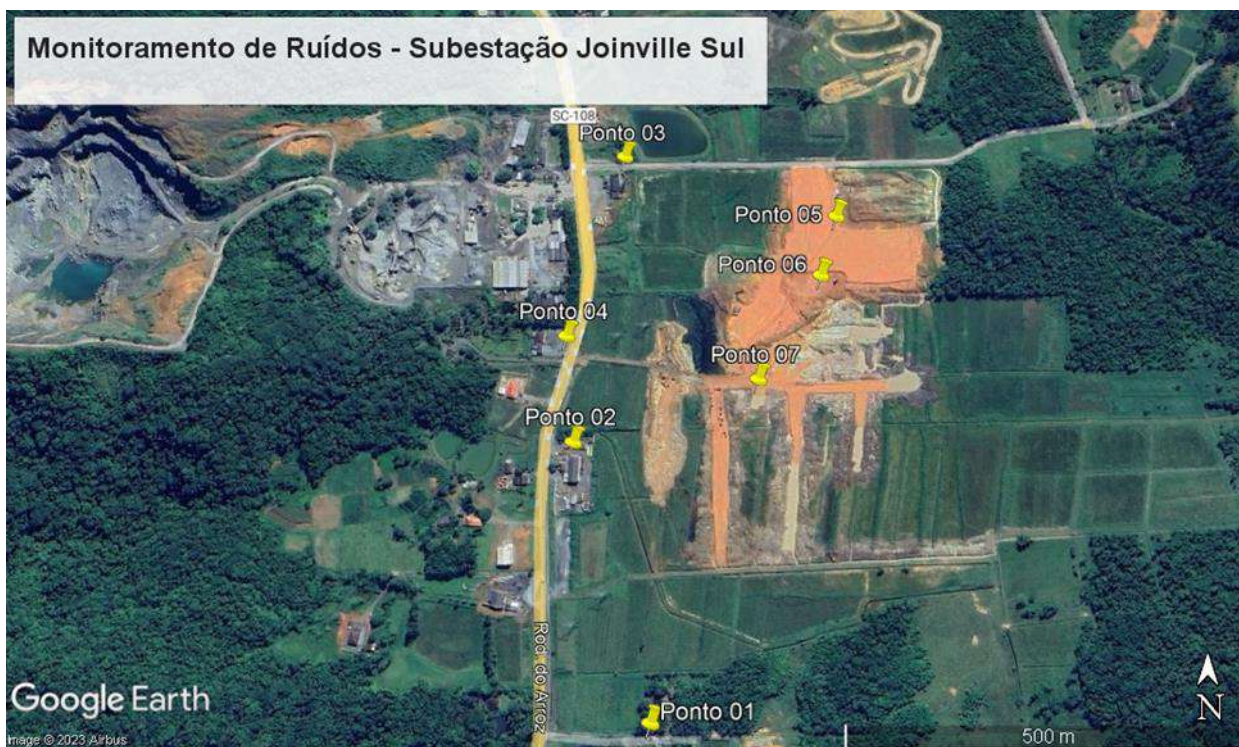 Monitoramento de Ruídos - Subestação Joinville Sul
SC-108
Ponto 03
Ponto 05
Ponto 06
Ponto 04
Ponto 07
Ponto 02
Rod. do Arroz
Google Earth
N
Ponto 01
Image © 2023 Airbus
500 m